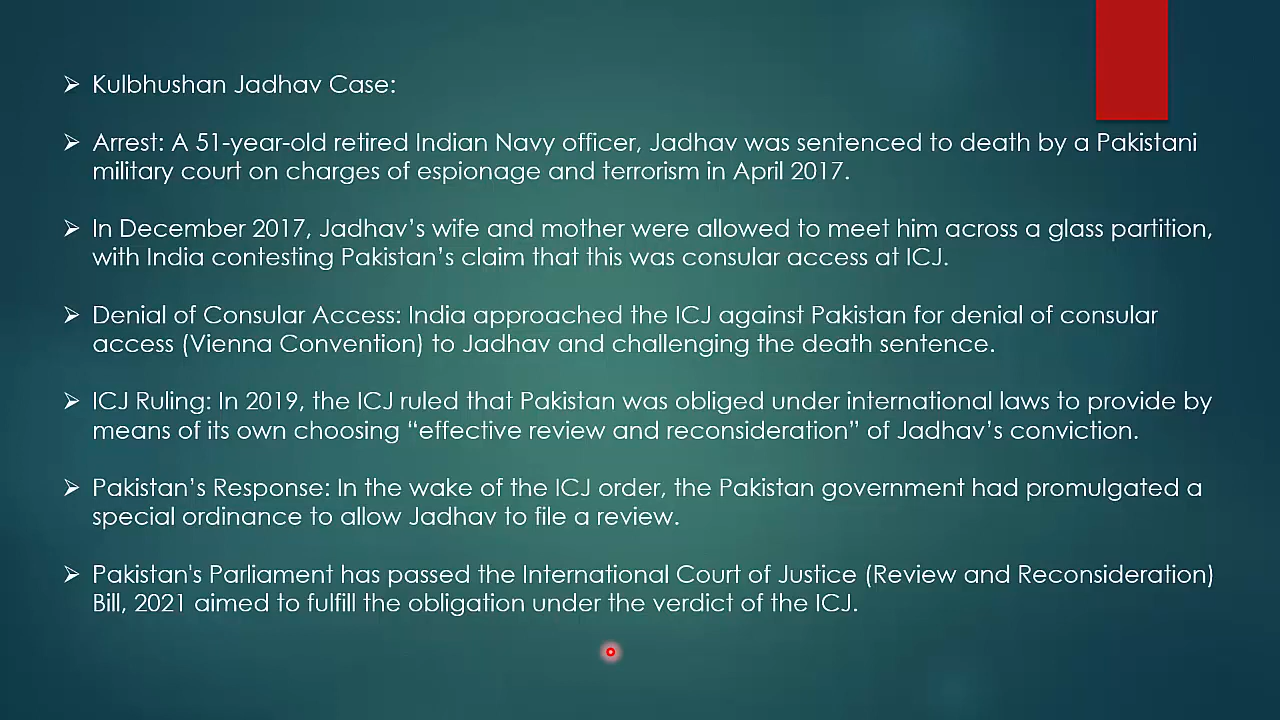 ➢ Kulbhushan Jadhav Case:
➢ Arrest: A 51-year-old retired Indian Navy officer, Jadhav was sentenced to death by a Pakistani
military court on charges of espionage and terrorism in April 2017.
➢ In December 2017, Jadhav’s wife and mother were allowed to meet him across a glass partition,
with India contesting Pakistan’s claim that this was consular access at ICJ.
➢ Denial of Consular Access: India approached the ICJ against Pakistan for denial of consular
access (Vienna Convention) to Jadhav and challenging the death sentence.
➢ ICJ Ruling: In 2019, the ICJ ruled that Pakistan was obliged under international laws to provide by
means of its own choosing “effective review and reconsideration” of Jadhav’s conviction.
➢ Pakistan’s Response: In the wake of the ICJ order, the Pakistan government had promulgated a
special ordinance to allow Jadhav to file a review.
➢ Pakistan's Parliament has passed the International Court of Justice (Review and Reconsideration)
Bill, 2021 aimed to fulfill the obligation under the verdict of the ICJ.